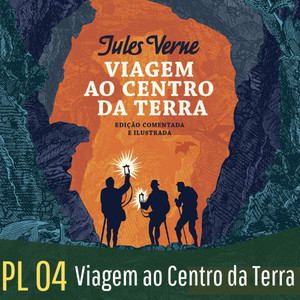 Jules Verne
VIAGEM
AO CENTRO
DA TERRA
EDIÇÃO COMENTADA
E ILUSTRADA
PL 04 Viagem ao Centro da Terra